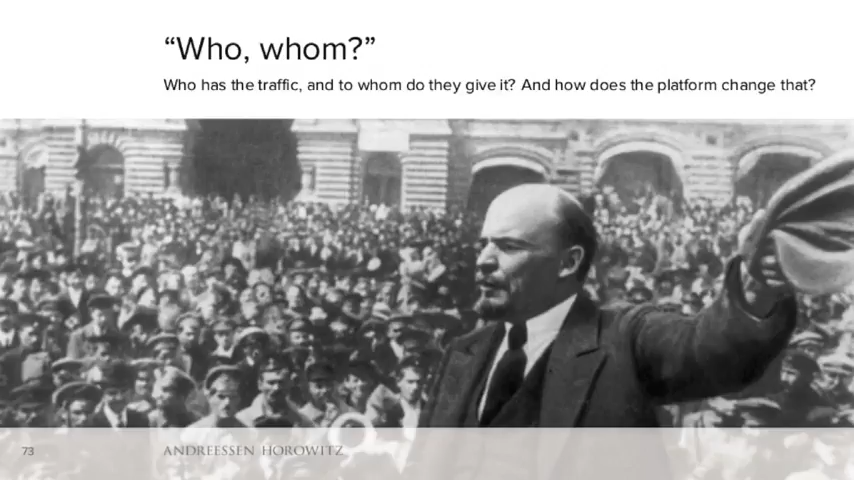 “Who, whom?”
Who has the traffic, and to whom do they give it? And how does the platform change that?
73
ANDREESSEN HOROWITZ